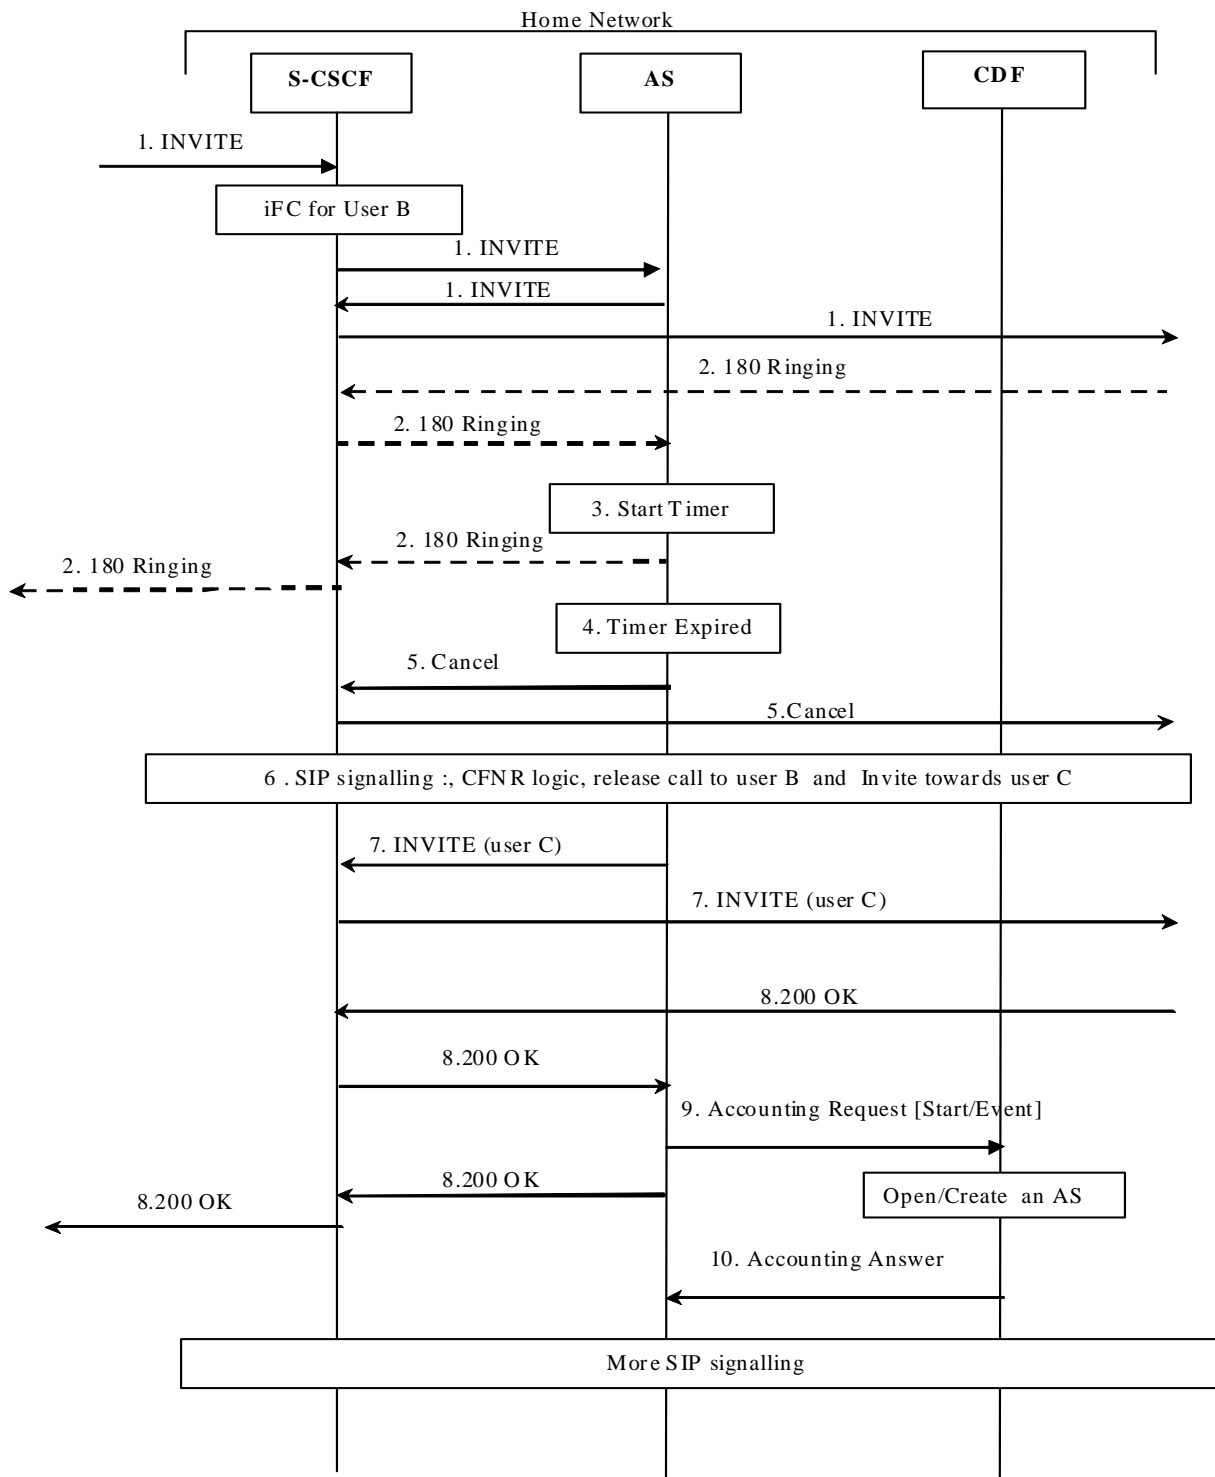 Home Network
S-CSCF
AS
CDF
1. INVITE
iFC for User B
1. INVITE
1. INVITE
1. INVITE
2. 180 Ringing
2. 180 Ringing
3. Start Timer
2. 180 Ringing
2. 180 Ringing
4. Timer Expired
5. Cancel
5.Cancel
6 . SIP signalling :, CFNR logic, release call to user B and Invite towards user C
7. INVITE (user C)
7. INVITE (user C)
8.200 OK
8.200 OK
9. Accounting Request [Start/Event]
8.200 OK
Open/Create an AS
8.200 OK
10. Accounting Answer
More SIP signalling